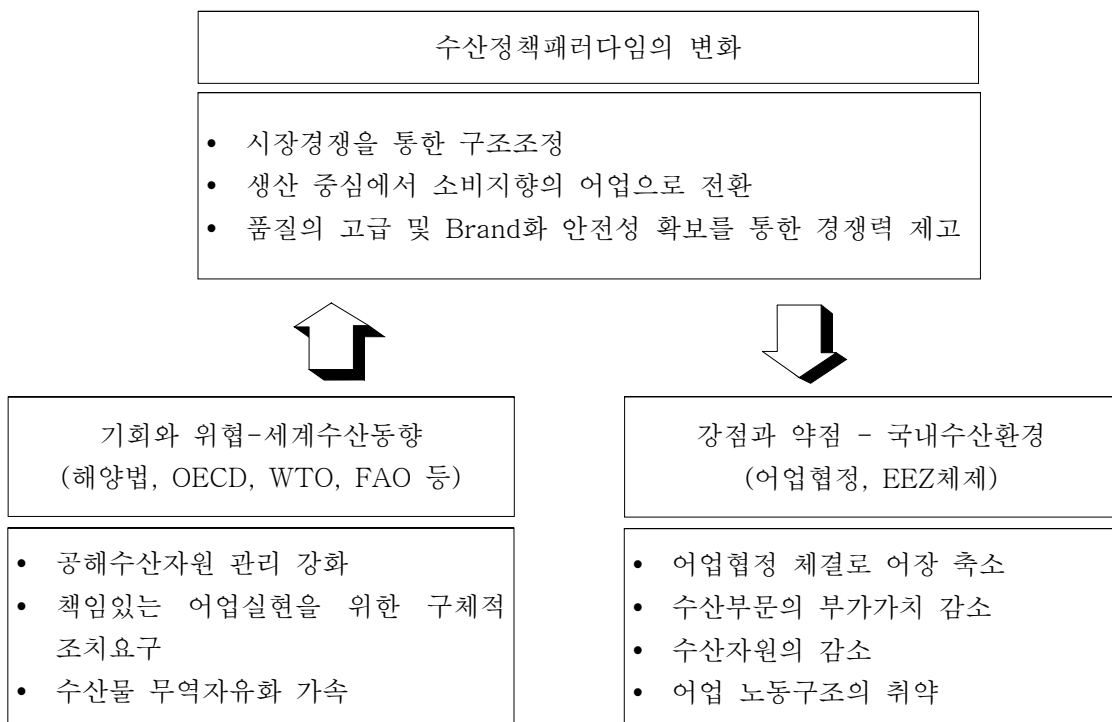 수산정책패러다임의 변화
• 시장경쟁을 통한 구조조정
• 생산 중심에서 소비지향의 어업으로 전환
• 품질의 고급 및 Brand화 안전성 확보를 통한 경쟁력 제고
기회와 위협-세계수산동향
(해양법, OECD, WTO, FAO 등)
• 공해수산자원 관리 강화
• 책임있는 어업실현을 위한 구체적
조치요구
• 수산물 무역자유화 가속
강점과 약점 - 국내수산환경
(어업협정, EEZ체제)
• 어업협정 체결로 어장 축소
• 수산부문의 부가가치 감소
• 수산자원의 감소
• 어업 노동구조의 취약